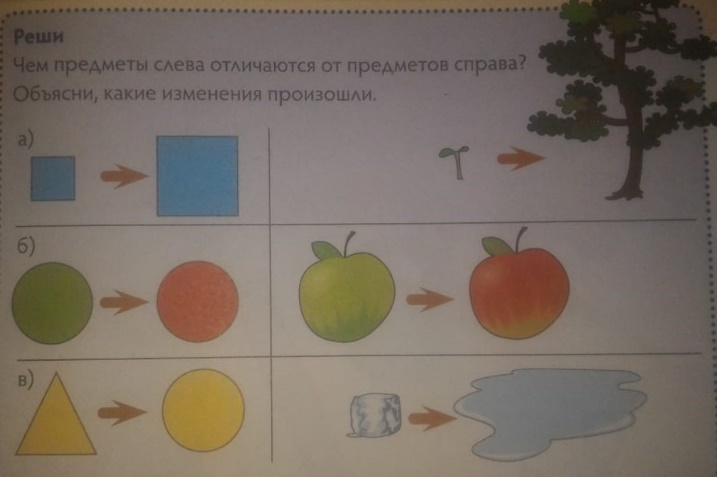 Реши
Чем предметы слева отличаются от предметов справа?
Объясни, какие изменения произошли.
а)
б)
в)